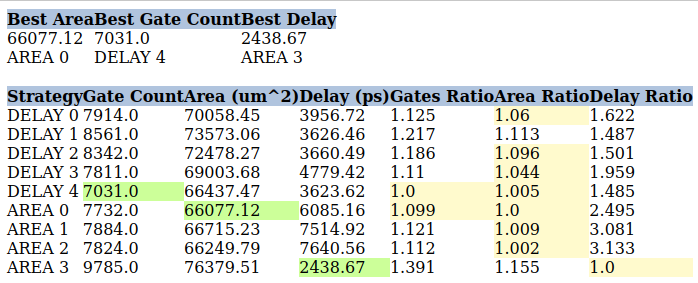 Best Area Best Gate Count Best Delay
66077.12 7031.0 2438.67
AREA 0 DELAY 4 AREA 3
Strategy Gate Count Area (um^2) Delay (ps) Gates Ratio Area Ratio Delay Ratio
DELAY 0 7914.0 70058.45 3956.72 1.125 1.06 1.622
DELAY 1 8561.0 73573.06 3626.46 1.217 1.113 1.487
DELAY 2 8342.0 72478.27 3660.49 1.186 1.096 1.501
DELAY 3 7811.0 69003.68 4779.42 1.11 1.044 1.959
DELAY 4 7031.0 66437.47 3623.62 1.0 1.005 1.485
AREA 0 7732.0 66077.12 6085.16 1.099 1.0 2.495
AREA 1 7884.0 66715.23 7514.92 1.121 1.009 3.081
AREA 2 7824.0 66249.79 7640.56 1.112 1.002 3.133
AREA 3 9785.0 76379.51 2438.67 1.391 1.155 1.0